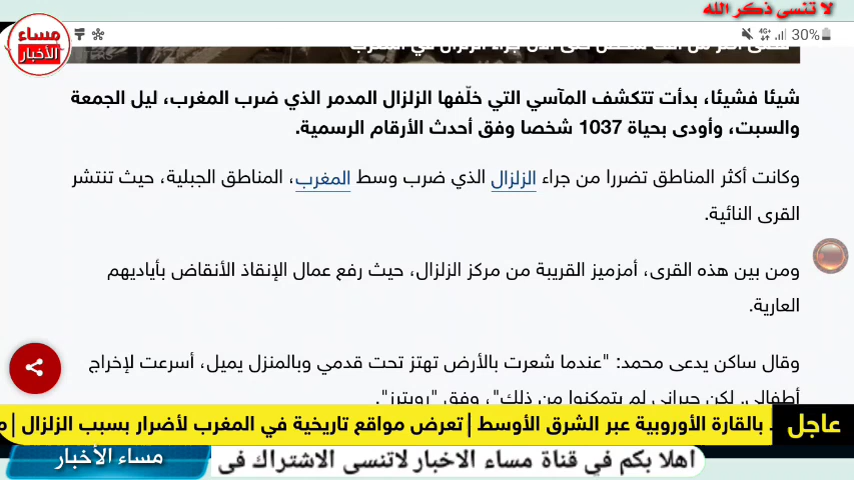 لا تنسى ذكر الله
30%
4G+
مساء
الأخبار
شيئا فشيئا، بدأت تتكشف المآسي التي خلّفها الزلزال المدمر الذي ضرب المغرب، ليل الجمعة
والسبت، وأودى بحياة 1037 شخصا وفق أحدث الأرقام الرسمية.
وكانت أكثر المناطق تضررا من جراء الزلزال الذي ضرب وسط المغرب، المناطق الجبلية، حيث تنتشر
القرى النائية.
ومن بين هذه القرى، أمزميز القريبة من مركز الزلزال، حيث رفع عمال الإنقاذ الأنقاض بأياديهم
العارية.
وقال ساكن يدعى محمد: "عندما شعرت بالأرض تهتز تحت قدمي وبالمنزل يميل، أسرعت لإخراج
أطفالي. لكن جيراني لم يتمكنوا من ذلك"، وفق "رويترز".
عاجل
بالقارة الأوروبية عبر الشرق الأوسط | تعرض مواقع تاريخية في المغرب لأضرار بسبب الزلزال |
مساء الأخبار
اهلا بكم في قناة مساء الاخبار لاتنسى الاشتراك في